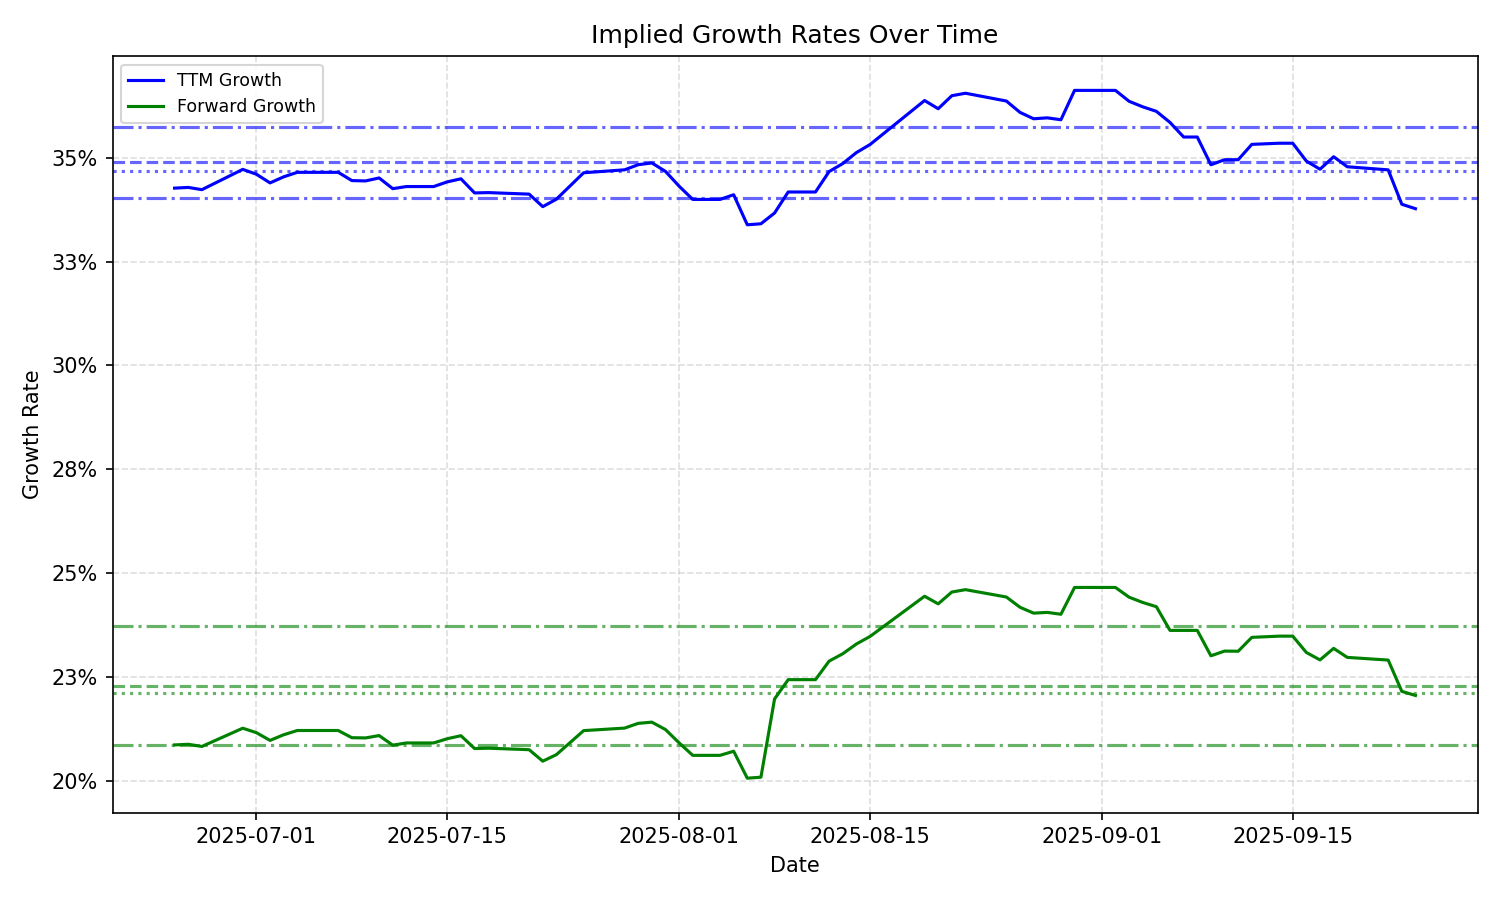 Implied Growth Rates Over Time
TTM Growth
Forward Growth
35%
33%
30%
28%
25%
23%
20%
Growth Rate
2025-07-01
2025-07-15
2025-08-01
2025-08-15
2025-09-01
2025-09-15
Date